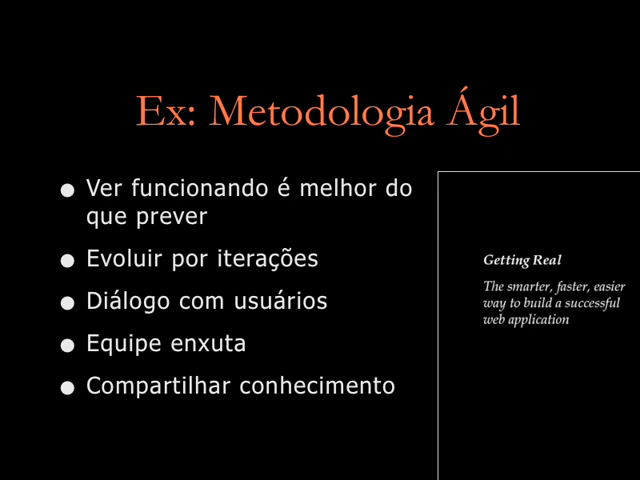 Ex: Metodologia Ágil
● Ver funcionando é melhor do
que prever
● Evoluir por iterações
● Diálogo com usuários
● Equipe enxuta
● Compartilhar conhecimento
Getting Real
The smarter, faster, easier
way to build a successful
web application